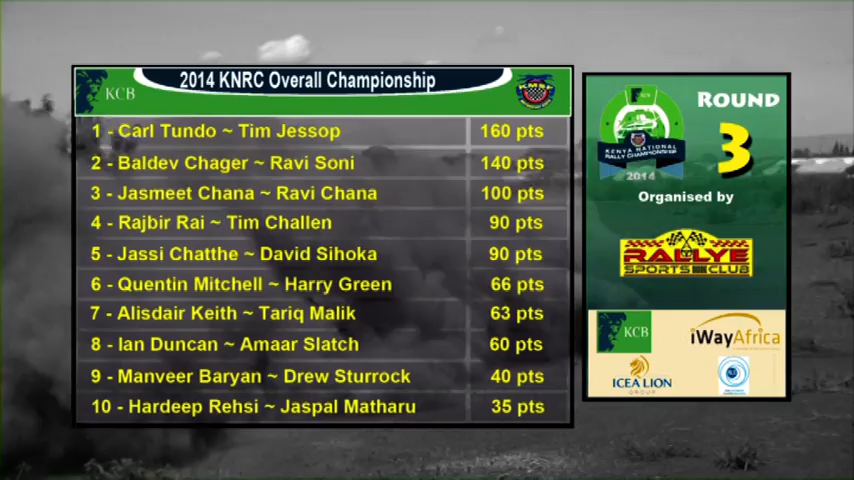 KCB
2014 KNRC Overall Championship
KMSF
1 - Carl Tundo ~ Tim Jessop 160 pts
2 - Baldev Chager ~ Ravi Soni 140 pts
3 - Jasmeet Chana ~ Ravi Chana 100 pts
4 - Rajbir Rai ~ Tim Challen 90 pts
5 - Jassi Chatthe ~ David Sihoka 90 pts
6 - Quentin Mitchell ~ Harry Green 66 pts
7 - Alisdair Keith ~ Tariq Malik 63 pts
8 - Ian Duncan ~ Amaar Slatch 60 pts
9 - Manveer Baryan ~ Drew Sturrock 40 pts
10 - Hardeep Rehsi ~ Jaspal Matharu 35 pts
KCB
KENYA NATIONAL
RALLY CHAMPIONSHIP
2014
ROUND
3
Organised by
RALLYE
SPORTS CLUB
KCB
iWayAfrica
ICEA LION
GROUP